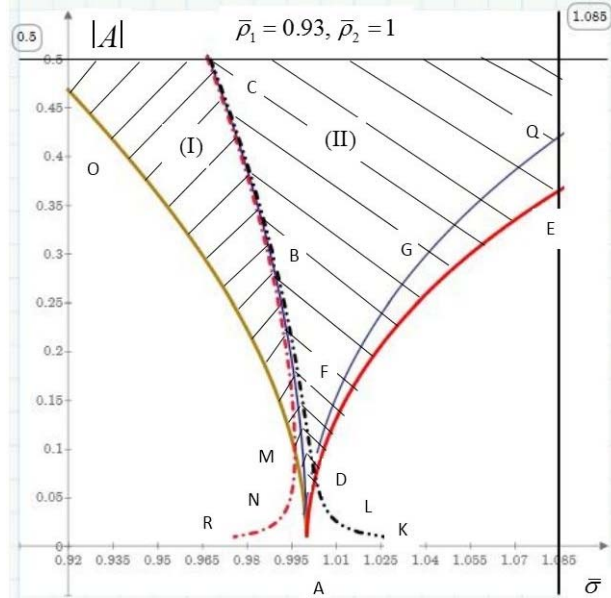 0.5 |A| ρ̅₁ = 0.93, ρ̅₂ = 1 1.085
0.5
C
0.45
Q
(I) (II)
0.4
O
0.35
E
0.3
B G
0.25
0.2
F
0.15
0.1
M
D
0.05
N L
R K
0
0.92 0.935 0.95 0.965 0.98 0.995 1.01 1.025 1.04 1.055 1.07 1.085
A σ̅